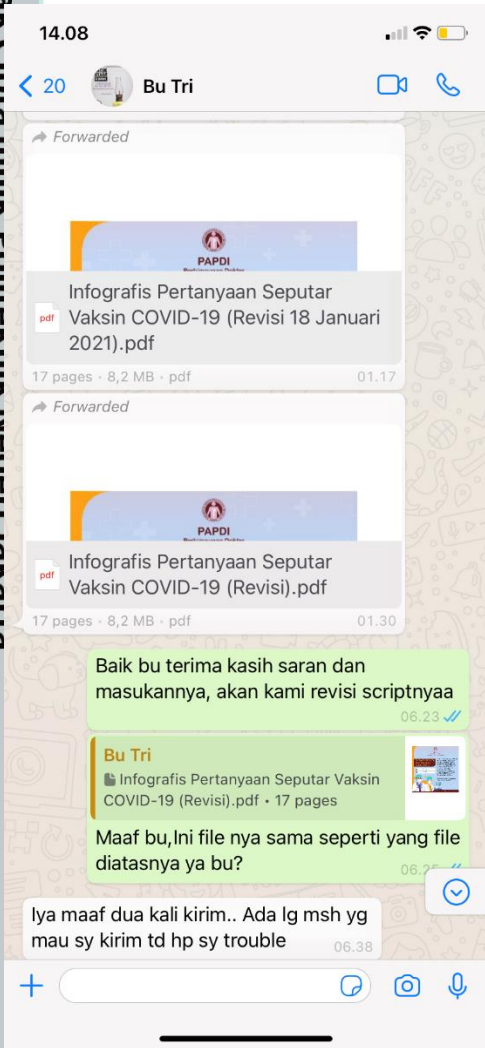 14.08
20
Bu Tri
Forwarded
PAPDI
Infografis Pertanyaan Seputar
Vaksin COVID-19 (Revisi 18 Januari
2021).pdf
pdf
17 pages · 8,2 MB · pdf
01.17
Forwarded
PAPDI
Infografis Pertanyaan Seputar
Vaksin COVID-19 (Revisi).pdf
pdf
17 pages · 8,2 MB · pdf
01.30
Baik bu terima kasih saran dan
masukannya, akan kami revisi scriptnyaa
06.23
Bu Tri
Infografis Pertanyaan Seputar Vaksin
COVID-19 (Revisi).pdf • 17 pages
Maaf bu,Ini file nya sama seperti yang file
diatasnya ya bu?
06.25
Iya maaf dua kali kirim.. Ada lg msh yg
mau sy kirim td hp sy trouble
06.38